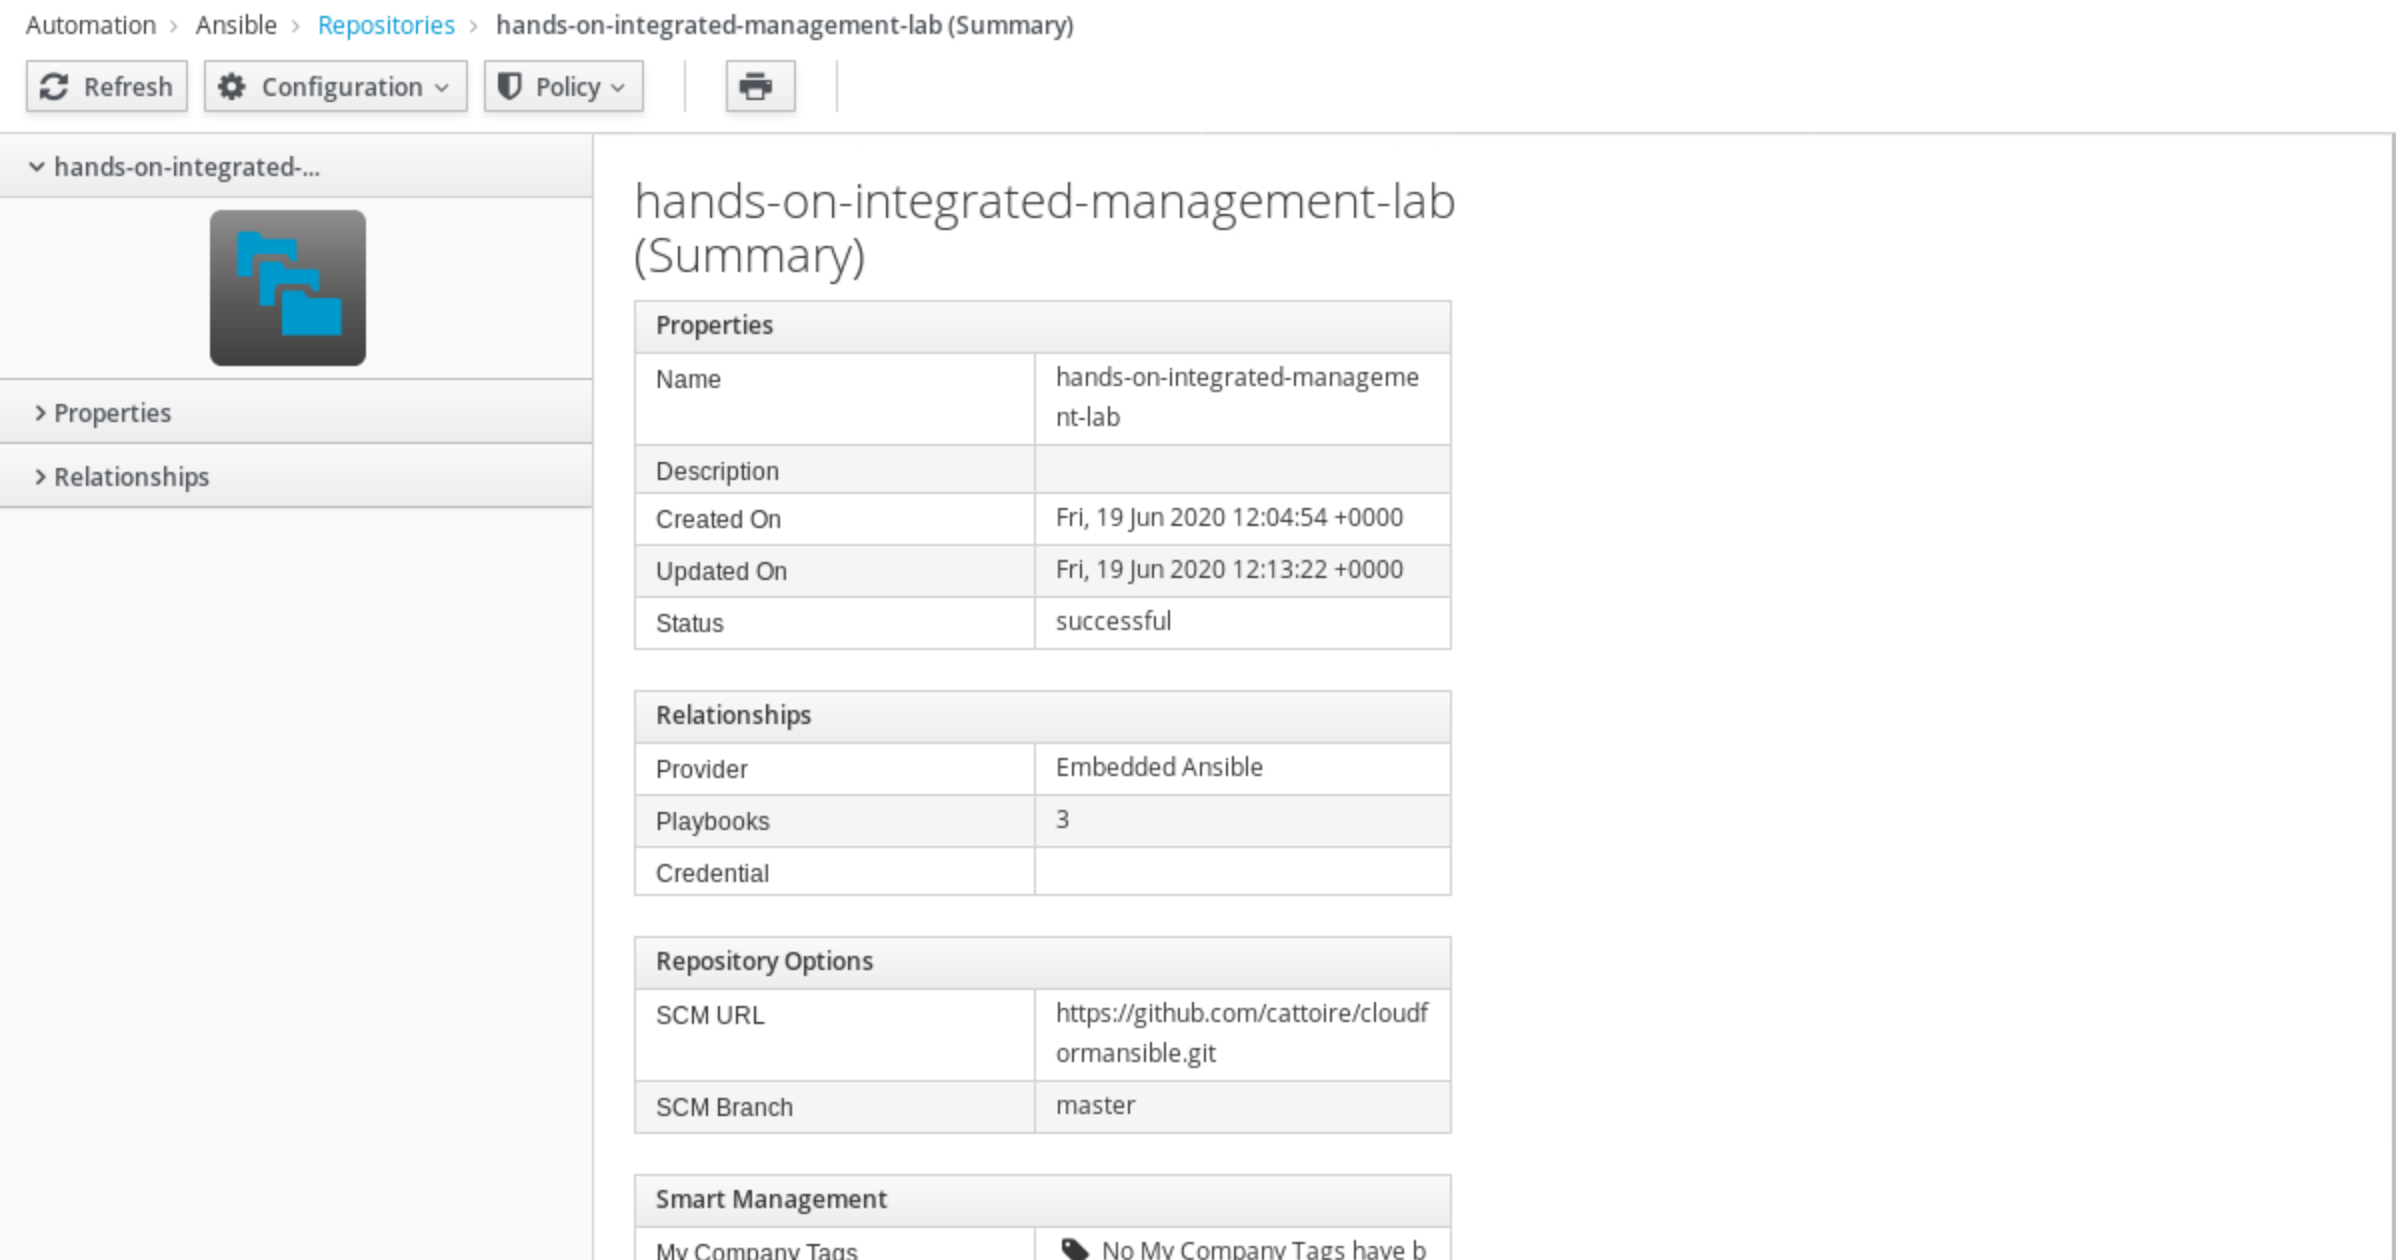 Automation > Ansible > Repositories > hands-on-integrated-management-lab (Summary)
Refresh Configuration Policy
hands-on-integrated-...
Properties
Relationships
hands-on-integrated-management-lab
(Summary)
Properties
Name hands-on-integrated-manageme
nt-lab
Description
Created On Fri, 19 Jun 2020 12:04:54 +0000
Updated On Fri, 19 Jun 2020 12:13:22 +0000
Status successful
Relationships
Provider Embedded Ansible
Playbooks 3
Credential
Repository Options
SCM URL https://github.com/cattoire/cloudf
ormansible.git
SCM Branch master
Smart Management
My Company Tags No My Company Tags have b